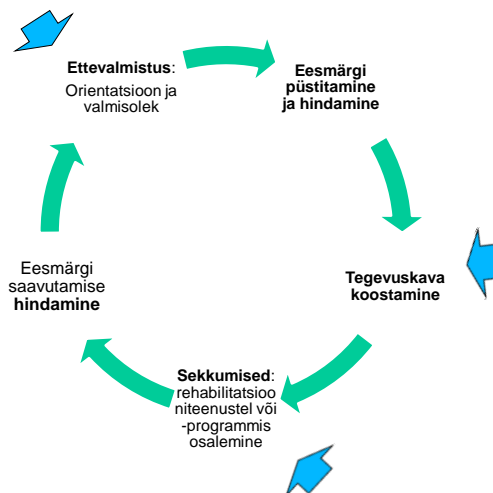 Ettevalmistus:
Orientatsioon ja
valmisolek
Eesmärgi
püstitamine
ja hindamine
Tegevuskava
koostamine
Sekkumised:
rehabilitatsioo
niteenustel või
-programmis
osalemine
Eesmärgi
saavutamise
hindamine